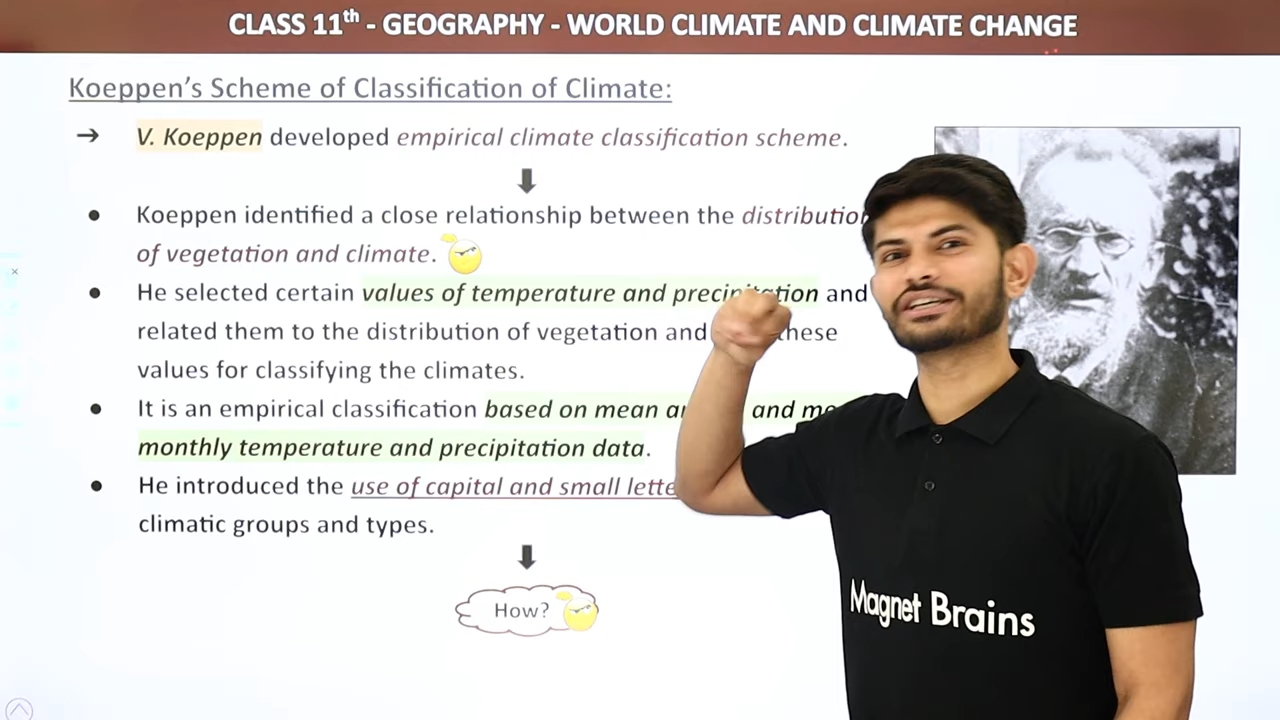 CLASS 11th - GEOGRAPHY - WORLD CLIMATE AND CLIMATE CHANGE
Koeppen's Scheme of Classification of Climate:
➔ V. Koeppen developed empirical climate classification scheme.
● Koeppen identified a close relationship between the
of vegetation and climate.
● He selected certain values of temperature and precipitation and
related them to the distribution of vegetation and these
values for classifying the climates.
● It is an empirical classification based on mean and
monthly temperature and precipitation data.
● He introduced the use of capital and small
climatic groups and types.
How?
Magnet Brains